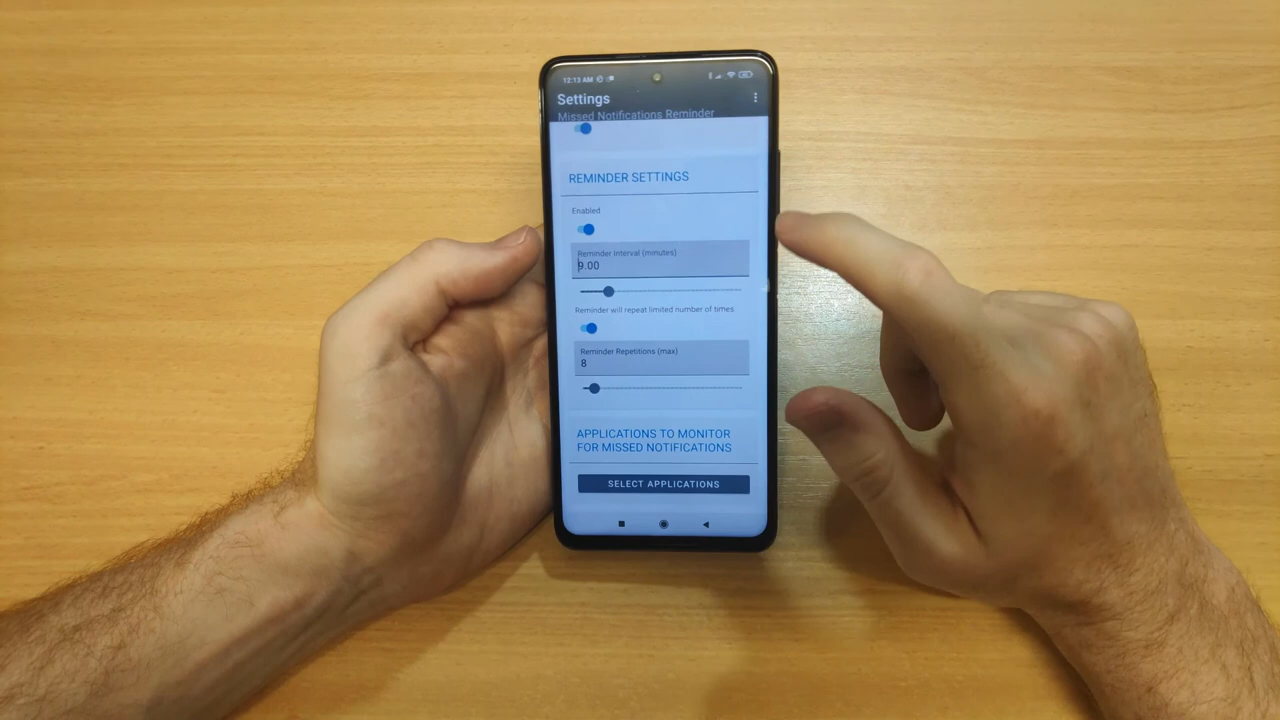 12:13 AM
Settings
Missed Notifications Reminder
REMINDER SETTINGS
Enabled
Reminder Interval (minutes)
9.00
Reminder will repeat limited number of times
Reminder Repetitions (max)
8
APPLICATIONS TO MONITOR
FOR MISSED NOTIFICATIONS
SELECT APPLICATIONS